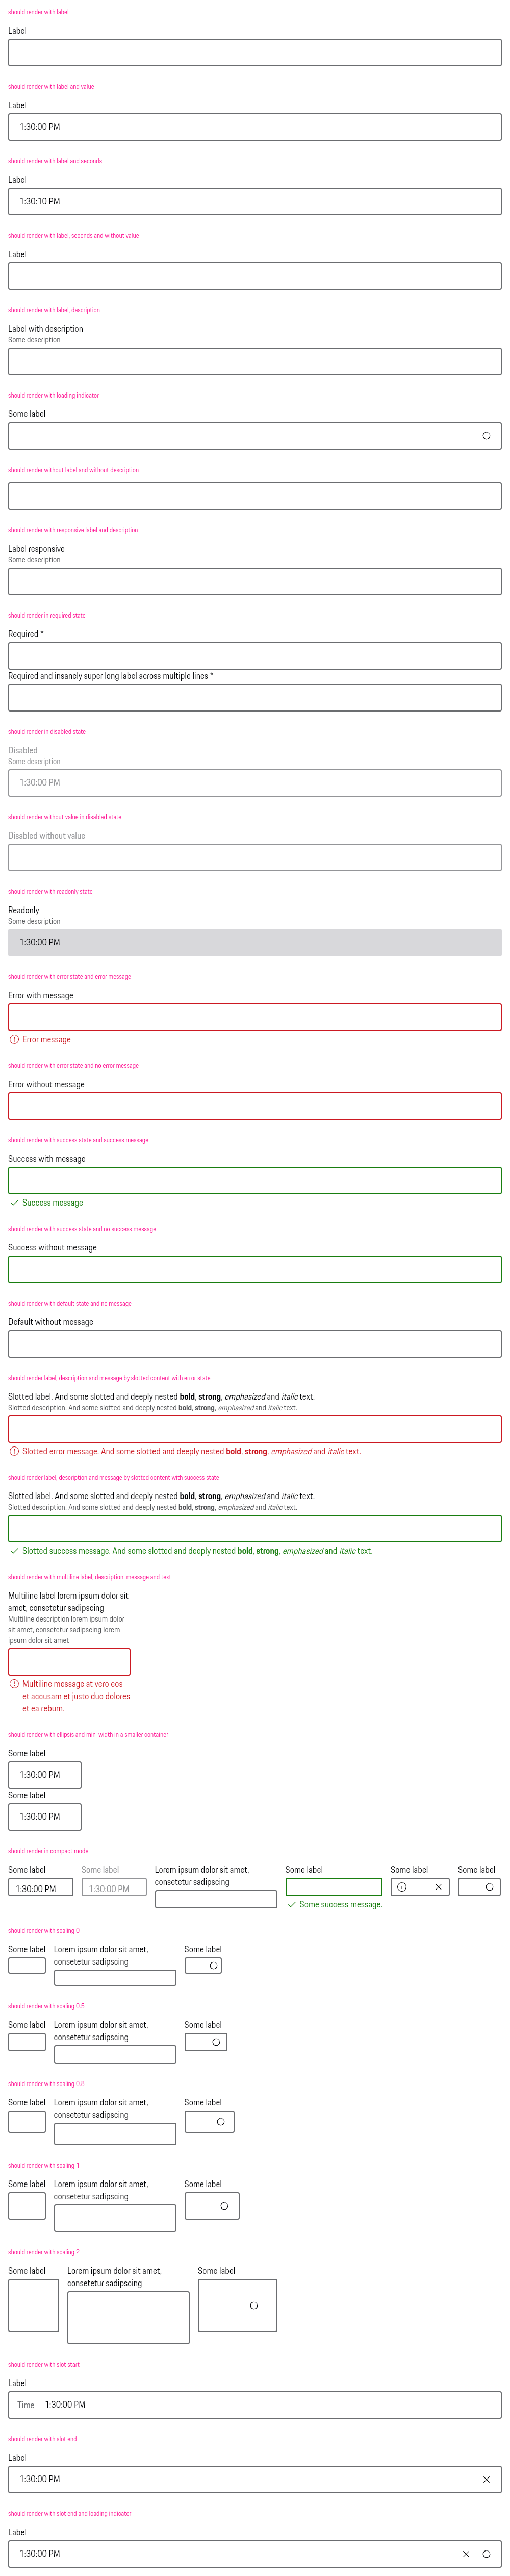 should render with label
Label
should render with label and value
Label
1:30:00 PM
should render with label and seconds
Label
1:30:10 PM
should render with label, seconds and without value
Label
should render with label, description
Label with description
Some description
should render with loading indicator
Some label
should render without label and without description
should render with responsive label and description
Label responsive
Some description
should render in required state
Required *
Required and insanely super long label across multiple lines *
should render in disabled state
Disabled
Some description
1:30:00 PM
should render without value in disabled state
Disabled without value
should render with readonly state
Readonly
Some description
1:30:00 PM
should render with error state and error message
Error with message
Error message
should render with error state and no error message
Error without message
should render with success state and success message
Success with message
Success message
should render with success state and no success message
Success without message
should render with default state and no message
Default without message
should render label, description and message by slotted content with error state
Slotted label. And some slotted and deeply nested bold, strong, emphasized and italic text.
Slotted description. And some slotted and deeply nested bold, strong, emphasized and italic text.
Slotted error message. And some slotted and deeply nested bold, strong, emphasized and italic text.
should render label, description and message by slotted content with success state
Slotted label. And some slotted and deeply nested bold, strong, emphasized and italic text.
Slotted description. And some slotted and deeply nested bold, strong, emphasized and italic text.
Slotted success message. And some slotted and deeply nested bold, strong, emphasized and italic text.
should render with multiline label, description, message and text
Multiline label lorem ipsum dolor sit
amet, consetetur sadipscing
Multiline description lorem ipsum dolor
sit amet, consetetur sadipscing lorem
ipsum dolor sit amet
Multiline message at vero eos
et accusam et justo duo dolores
et ea rebum.
should render with ellipsis and min-width in a smaller container
Some label
1:30:00 PM
Some label
1:30:00 PM
should render in compact mode
Some label Some label Lorem ipsum dolor sit amet, Some label Some label Some label
consetetur sadipscing
1:30:00 PM 1:30:00 PM
Some success message.
should render with scaling 0
Some label Lorem ipsum dolor sit amet, Some label
consetetur sadipscing
should render with scaling 0.5
Some label Lorem ipsum dolor sit amet, Some label
consetetur sadipscing
should render with scaling 0.8
Some label Lorem ipsum dolor sit amet, Some label
consetetur sadipscing
should render with scaling 1
Some label Lorem ipsum dolor sit amet, Some label
consetetur sadipscing
should render with scaling 2
Some label Lorem ipsum dolor sit amet, Some label
consetetur sadipscing
should render with slot start
Label
Time 1:30:00 PM
should render with slot end
Label
1:30:00 PM
should render with slot end and loading indicator
Label
1:30:00 PM